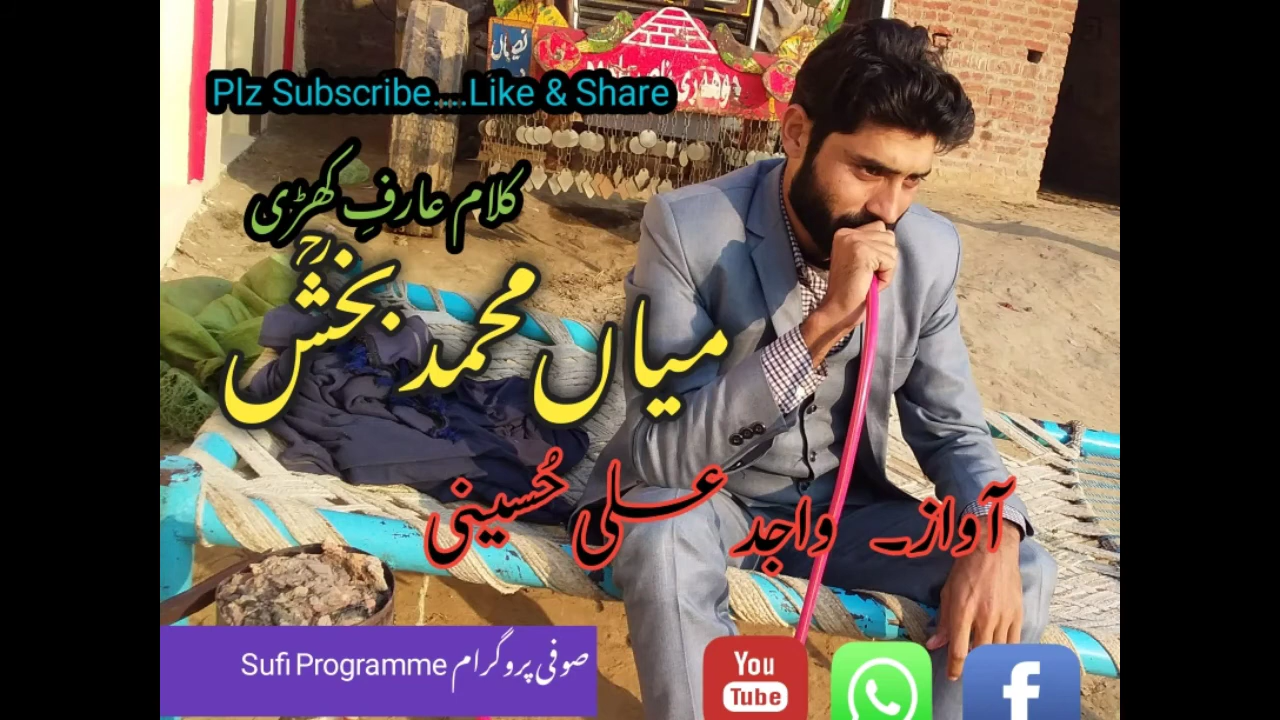 Plz Subscribe....Like & Share
کلام عارفِ کھڑی
میاں محمد بخشؒ
آواز۔ واجد علی حُسینی
صوفی پروگرام Sufi Programme
You
Tube
f